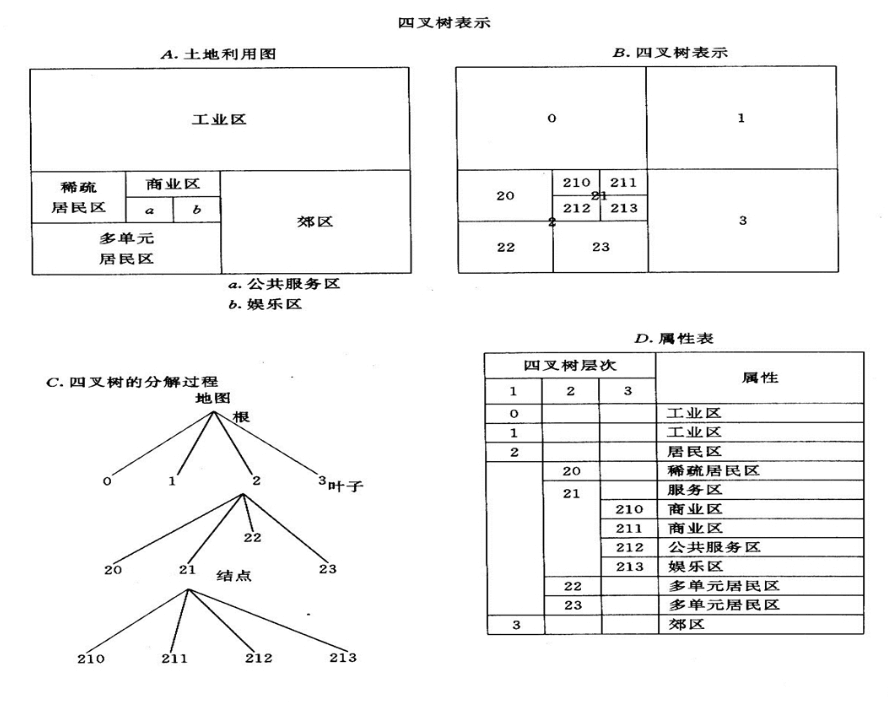 四叉树表示
A. 土地利用图
工业区
稀疏
居民区
商业区
a
b
多单元
居民区
郊区
a. 公共服务区
b. 娱乐区
B. 四叉树表示
0
1
20
210
211
21
212
213
2
22
23
3
C. 四叉树的分解过程
地图
根
0
1
2
3 叶子
22
20
21
23
结点
210
211
212
213
D. 属性表
四叉树层次
属性
1 2 3
0 工业区
1 工业区
2 居民区
20 稀疏居民区
21 服务区
210 商业区
211 商业区
212 公共服务区
213 娱乐区
22 多单元居民区
23 多单元居民区
3 郊区